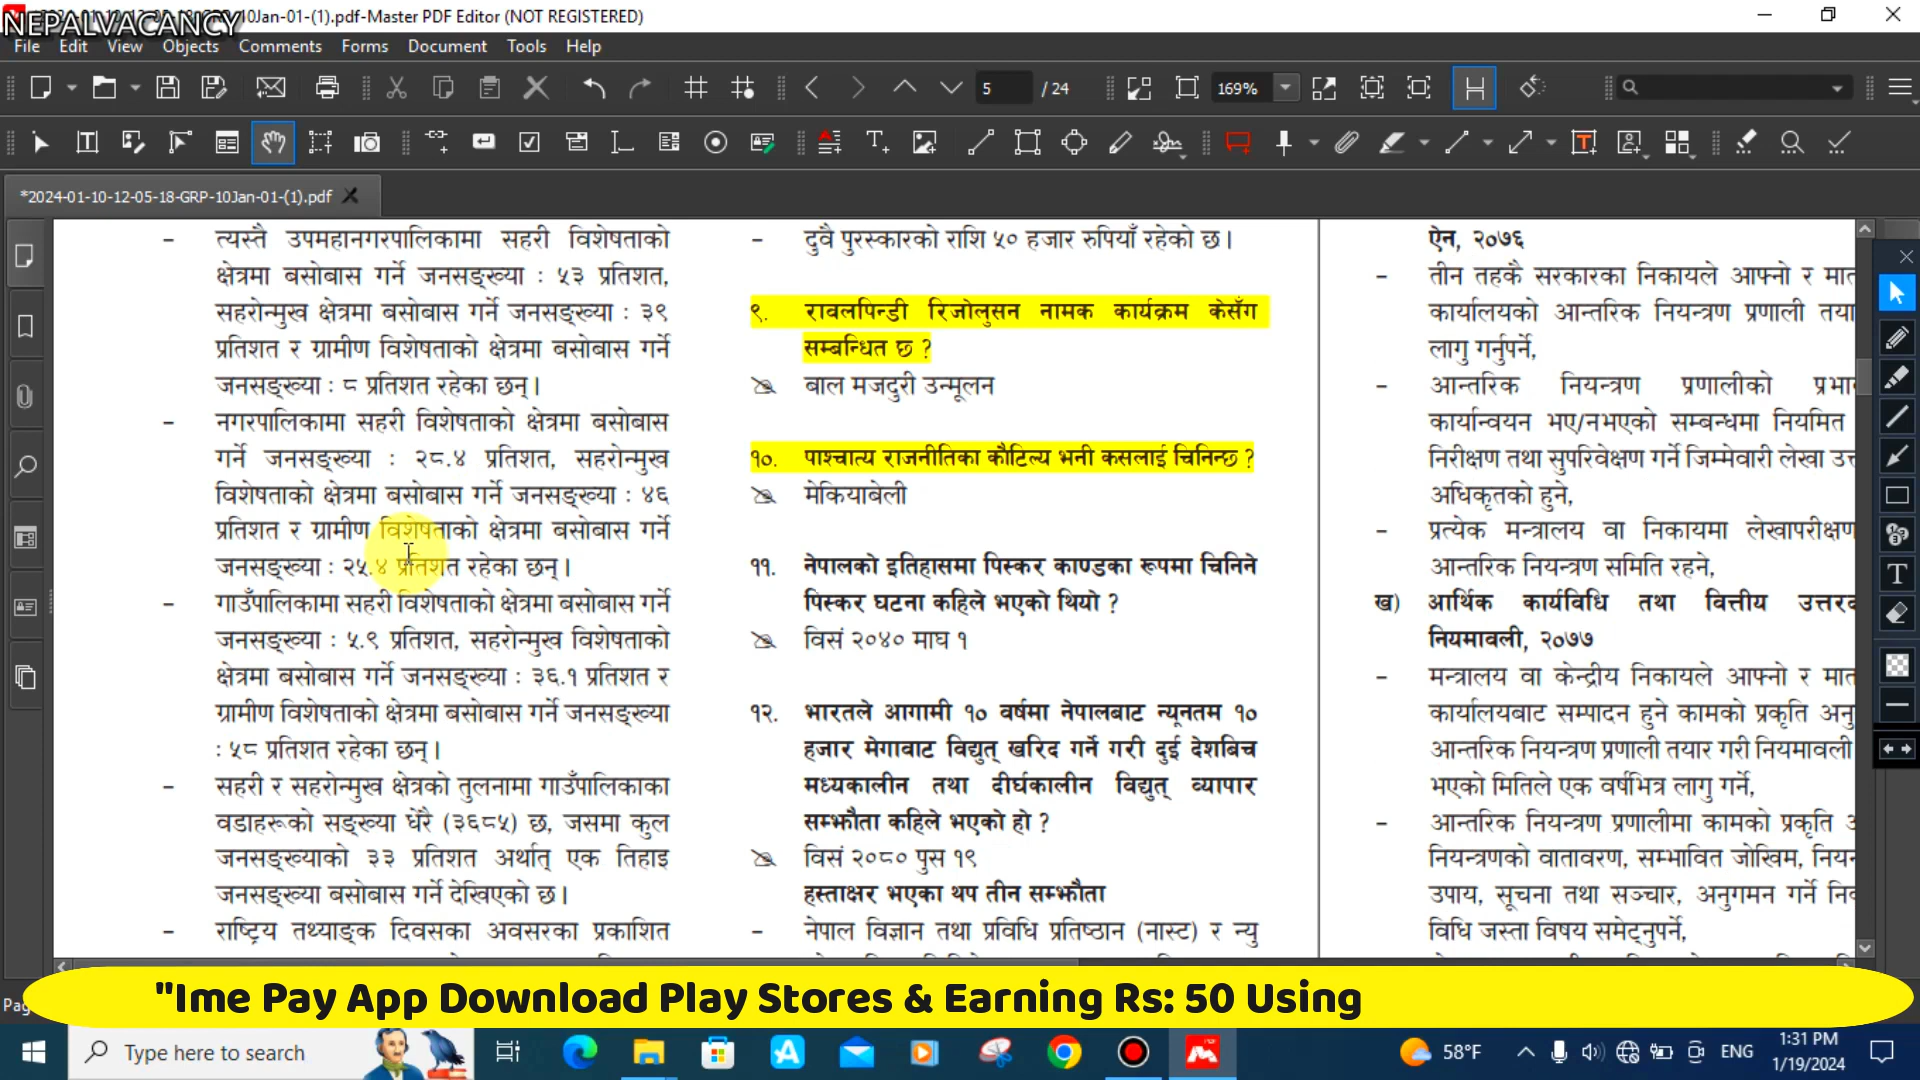 NEPALVACANCY
10Jan-01-(1).pdf-Master PDF Editor (NOT REGISTERED)
File Edit View Objects Comments Forms Document Tools Help
5 / 24 169%
*2024-01-10-12-05-18-GRP-10Jan-01-(1).pdf
– त्यस्तै उपमहानगरपालिकामा सहरी विशेषताको
क्षेत्रमा बसोबास गर्ने जनसङ्ख्या : ५३ प्रतिशत,
सहरोन्मुख क्षेत्रमा बसोबास गर्ने जनसङ्ख्या : ३९
प्रतिशत र ग्रामीण विशेषताको क्षेत्रमा बसोबास गर्ने
जनसङ्ख्या : ८ प्रतिशत रहेका छन्।
– नगरपालिकामा सहरी विशेषताको क्षेत्रमा बसोबास
गर्ने जनसङ्ख्या : २८.४ प्रतिशत, सहरोन्मुख
विशेषताको क्षेत्रमा बसोबास गर्ने जनसङ्ख्या : ४६
प्रतिशत र ग्रामीण विशेषताको क्षेत्रमा बसोबास गर्ने
जनसङ्ख्या : २५.४ प्रतिशत रहेका छन्।
– गाउँपालिकामा सहरी विशेषताको क्षेत्रमा बसोबास गर्ने
जनसङ्ख्या : ५.९ प्रतिशत, सहरोन्मुख विशेषताको
क्षेत्रमा बसोबास गर्ने जनसङ्ख्या : ३६.१ प्रतिशत र
ग्रामीण विशेषताको क्षेत्रमा बसोबास गर्ने जनसङ्ख्या
: ५८ प्रतिशत रहेका छन्।
– सहरी र सहरोन्मुख क्षेत्रको तुलनामा गाउँपालिकाका
वडाहरूको सङ्ख्या धेरै (३६८५) छ, जसमा कुल
जनसङ्ख्याको ३३ प्रतिशत अर्थात् एक तिहाइ
जनसङ्ख्या बसोबास गर्ने देखिएको छ।
– राष्ट्रिय तथ्याङ्क दिवसका अवसरका प्रकाशित
– दुवै पुरस्कारको राशि ५० हजार रुपियाँ रहेको छ।
९. रावलपिन्डी रिजोलुसन नामक कार्यक्रम केसँग
सम्बन्धित छ ?
बाल मजदुरी उन्मूलन
१०. पाश्चात्य राजनीतिका कौटिल्य भनी कसलाई चिनिन्छ ?
मेकियाबेली
११. नेपालको इतिहासमा पिस्कर काण्डका रूपमा चिनिने
पिस्कर घटना कहिले भएको थियो ?
विसं २०४० माघ १
१२. भारतले आगामी १० वर्षमा नेपालबाट न्यूनतम १०
हजार मेगावाट विद्युत् खरिद गर्ने गरी दुई देशबिच
मध्यकालीन तथा दीर्घकालीन विद्युत् व्यापार
सम्झौता कहिले भएको हो ?
विसं २०८० पुस १९
हस्ताक्षर भएका थप तीन सम्झौता
– नेपाल विज्ञान तथा प्रविधि प्रतिष्ठान (नास्ट) र न्यु
ऐन, २०७६
– तीन तहकै सरकारका निकायले आफ्नो र मात
कार्यालयको आन्तरिक नियन्त्रण प्रणाली तया
लागु गर्नुपर्ने,
– आन्तरिक नियन्त्रण प्रणालीको प्रभा
कार्यान्वयन भए/नभएको सम्बन्धमा नियमित
निरीक्षण तथा सुपरिवेक्षण गर्ने जिम्मेवारी लेखा उत्त
अधिकृतको हुने,
– प्रत्येक मन्त्रालय वा निकायमा लेखापरीक्षण
आन्तरिक नियन्त्रण समिति रहने,
ख) आर्थिक कार्यविधि तथा वित्तीय उत्तरद
नियमावली, २०७७
– मन्त्रालय वा केन्द्रीय निकायले आफ्नो र मात
कार्यालयबाट सम्पादन हुने कामको प्रकृति अनु
आन्तरिक नियन्त्रण प्रणाली तयार गरी नियमावली
भएको मितिले एक वर्षभित्र लागु गर्ने,
– आन्तरिक नियन्त्रण प्रणालीमा कामको प्रकृति
नियन्त्रणको वातावरण, सम्भावित जोखिम, नियन
उपाय, सूचना तथा सञ्चार, अनुगमन गर्ने नि
विधि जस्ता विषय समेट्नुपर्ने,
"Ime Pay App Download Play Stores & Earning Rs: 50 Using
Type here to search
58°F ENG
1:31 PM
1/19/2024